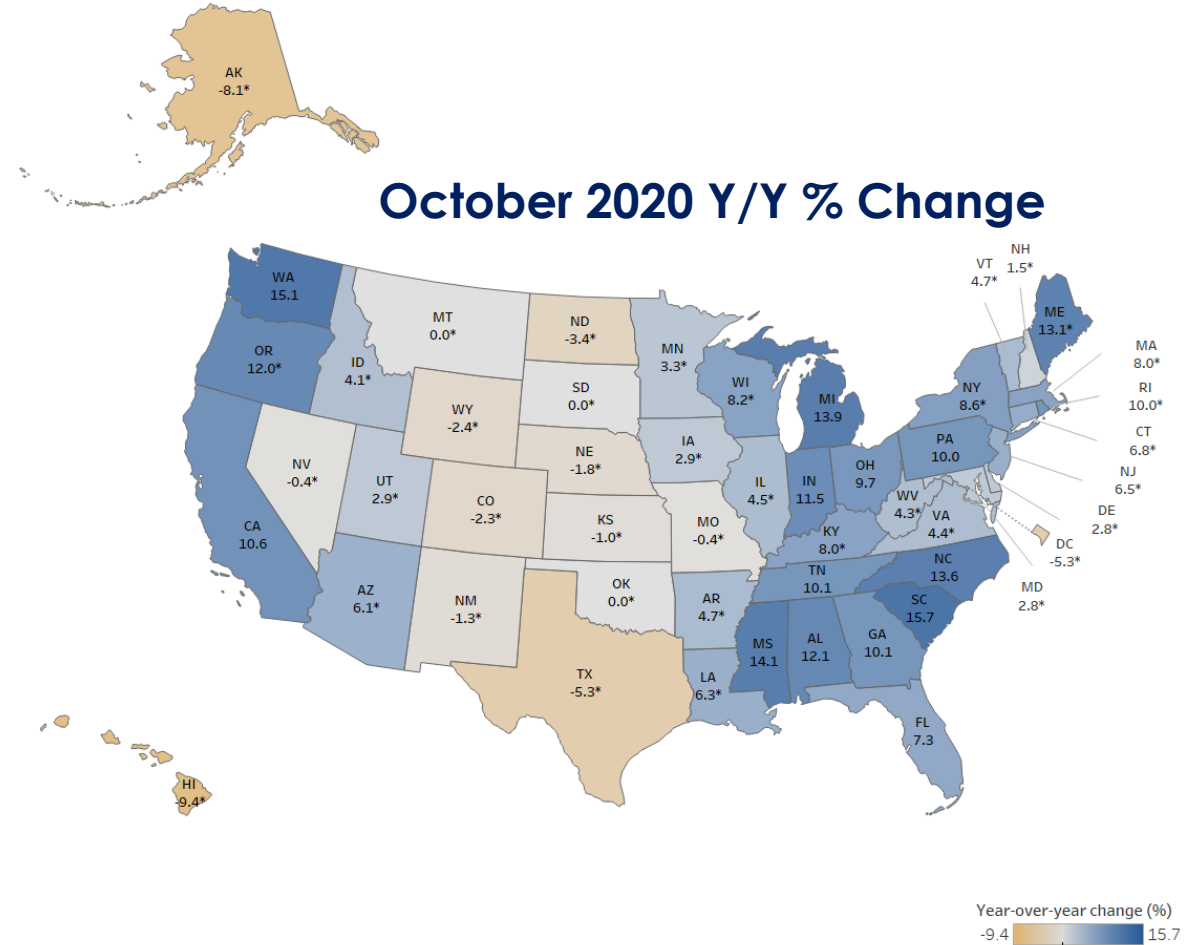 AK
-8.1*
October 2020 Y/Y % Change
NH
1.5*
VT
4.7*
WA
15.1
ME
13.1*
MT
0.0*
ND
-3.4*
MN
3.3*
MA
8.0*
OR
12.0*
ID
4.1*
SD
0.0*
WI
8.2*
MI
13.9
NY
8.6*
RI
10.0*
WY
-2.4*
CT
6.8*
NE
-1.8*
IA
2.9*
PA
10.0
NJ
6.5*
NV
-0.4*
UT
2.9*
CO
-2.3*
IL
4.5*
IN
11.5
OH
9.7
WV
4.3*
DE
2.8*
CA
10.6
KS
-1.0*
MO
-0.4*
KY
8.0*
VA
4.4*
DC
-5.3*
AZ
6.1*
NM
-1.3*
OK
0.0*
AR
4.7*
TN
10.1
NC
13.6
MD
2.8*
SC
15.7
MS
14.1
AL
12.1
GA
10.1
TX
-5.3*
LA
6.3*
FL
7.3
HI
-9.4*
Year-over-year change (%)
-9.4 15.7